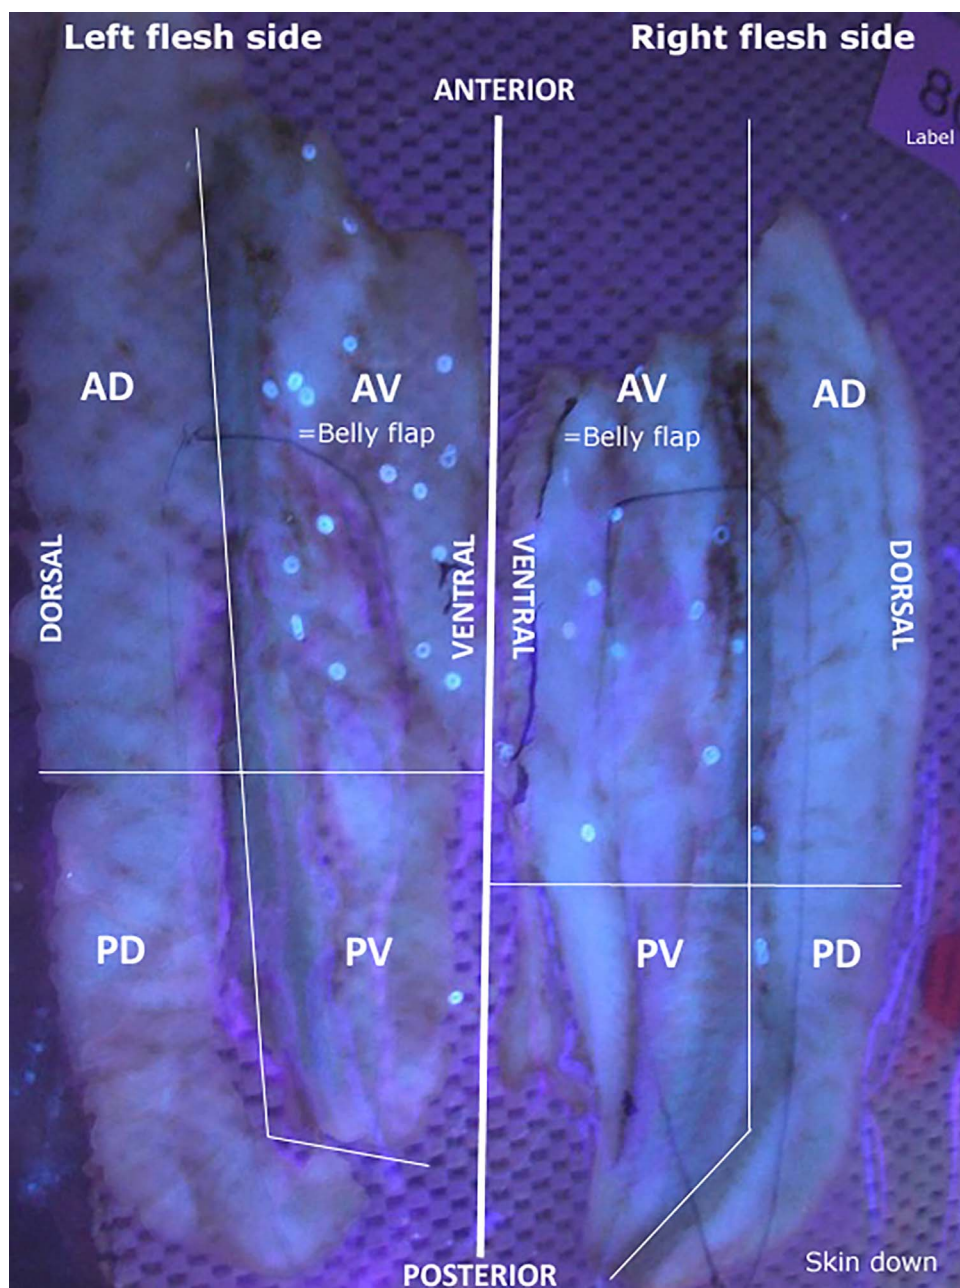 Left flesh side
Right flesh side
ANTERIOR
Label
AD
AV
=Belly flap
AV
=Belly flap
AD
DORSAL
VENTRAL
VENTRAL
DORSAL
PD
PV
PV
PD
Skin down
POSTERIOR